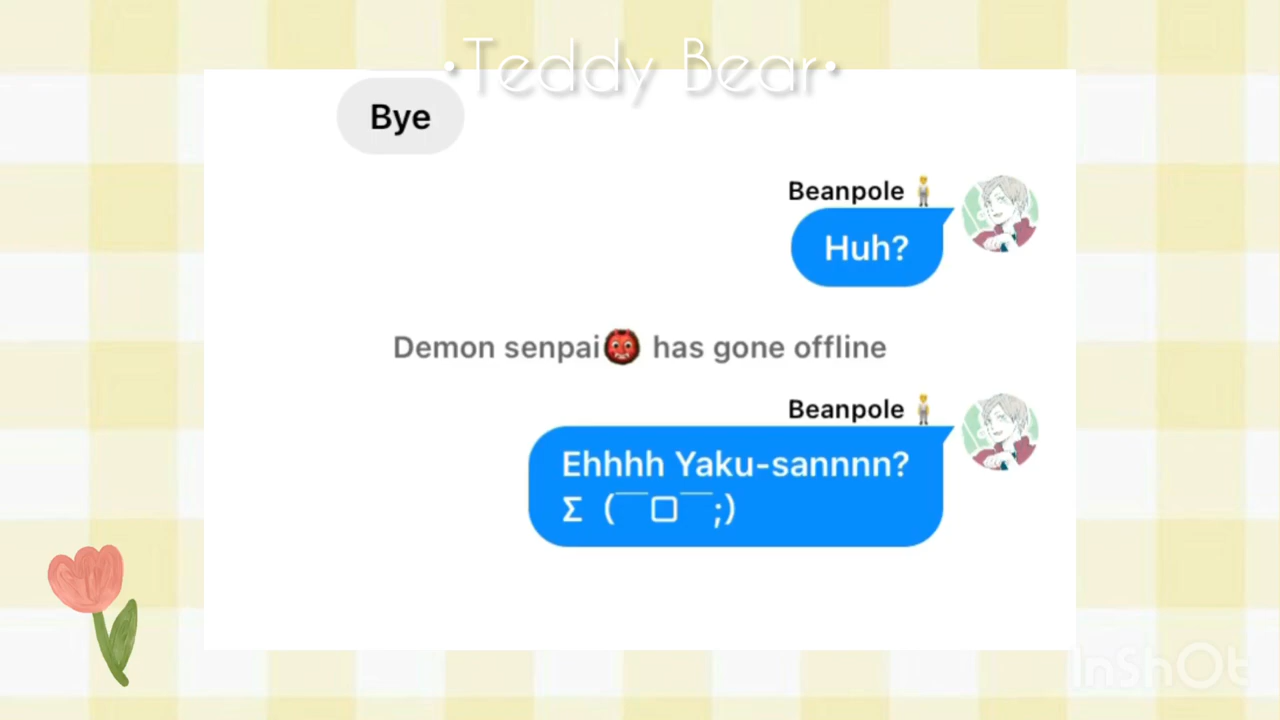 •Teddy Bear•
Bye
Beanpole 🧍
Huh?
Demon senpai👹 has gone offline
Beanpole 🧍
Ehhhh Yaku-sannnn?
Σ (￣□￣;)
InShOt